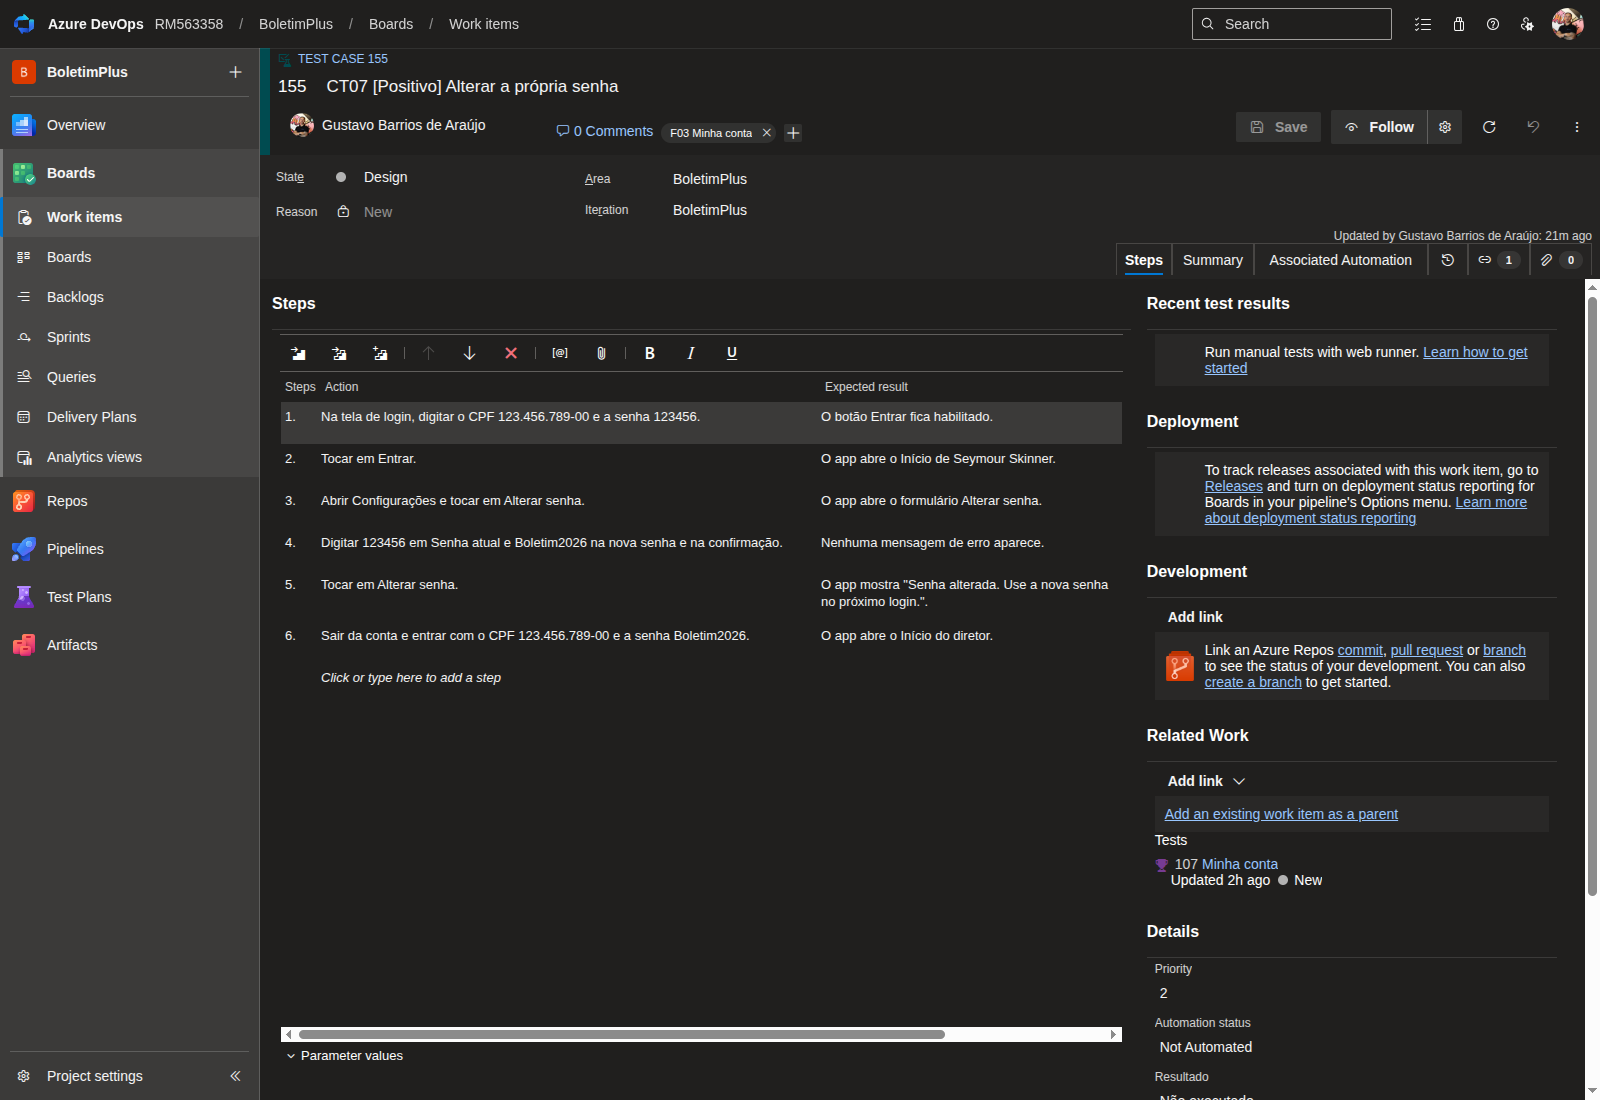 Azure DevOps RM563358 / BoletimPlus / Boards / Work items
Search
B BoletimPlus
Overview
Boards
Work items
Boards
Backlogs
Sprints
Queries
Delivery Plans
Analytics views
Repos
Pipelines
Test Plans
Artifacts
Project settings
TEST CASE 155
155 CT07 [Positivo] Alterar a própria senha
Gustavo Barrios de Araújo
0 Comments
F03 Minha conta
Save
Follow
State
Design
Area
BoletimPlus
Reason
New
Iteration
BoletimPlus
Updated by Gustavo Barrios de Araújo: 21m ago
Steps
Summary
Associated Automation
1
0
Steps
B I U
Steps Action Expected result
1. Na tela de login, digitar o CPF 123.456.789-00 e a senha 123456. O botão Entrar fica habilitado.
2. Tocar em Entrar. O app abre o Início de Seymour Skinner.
3. Abrir Configurações e tocar em Alterar senha. O app abre o formulário Alterar senha.
4. Digitar 123456 em Senha atual e Boletim2026 na nova senha e na confirmação. Nenhuma mensagem de erro aparece.
5. Tocar em Alterar senha. O app mostra "Senha alterada. Use a nova senha
no próximo login.".
6. Sair da conta e entrar com o CPF 123.456.789-00 e a senha Boletim2026. O app abre o Início do diretor.
Click or type here to add a step
Parameter values
Recent test results
Run manual tests with web runner. Learn how to get
started
Deployment
To track releases associated with this work item, go to
Releases and turn on deployment status reporting for
Boards in your pipeline's Options menu. Learn more
about deployment status reporting
Development
Add link
Link an Azure Repos commit, pull request or branch
to see the status of your development. You can also
create a branch to get started.
Related Work
Add link
Add an existing work item as a parent
Tests
107 Minha conta
Updated 2h ago New
Details
Priority
2
Automation status
Not Automated
Resultado
Não executado